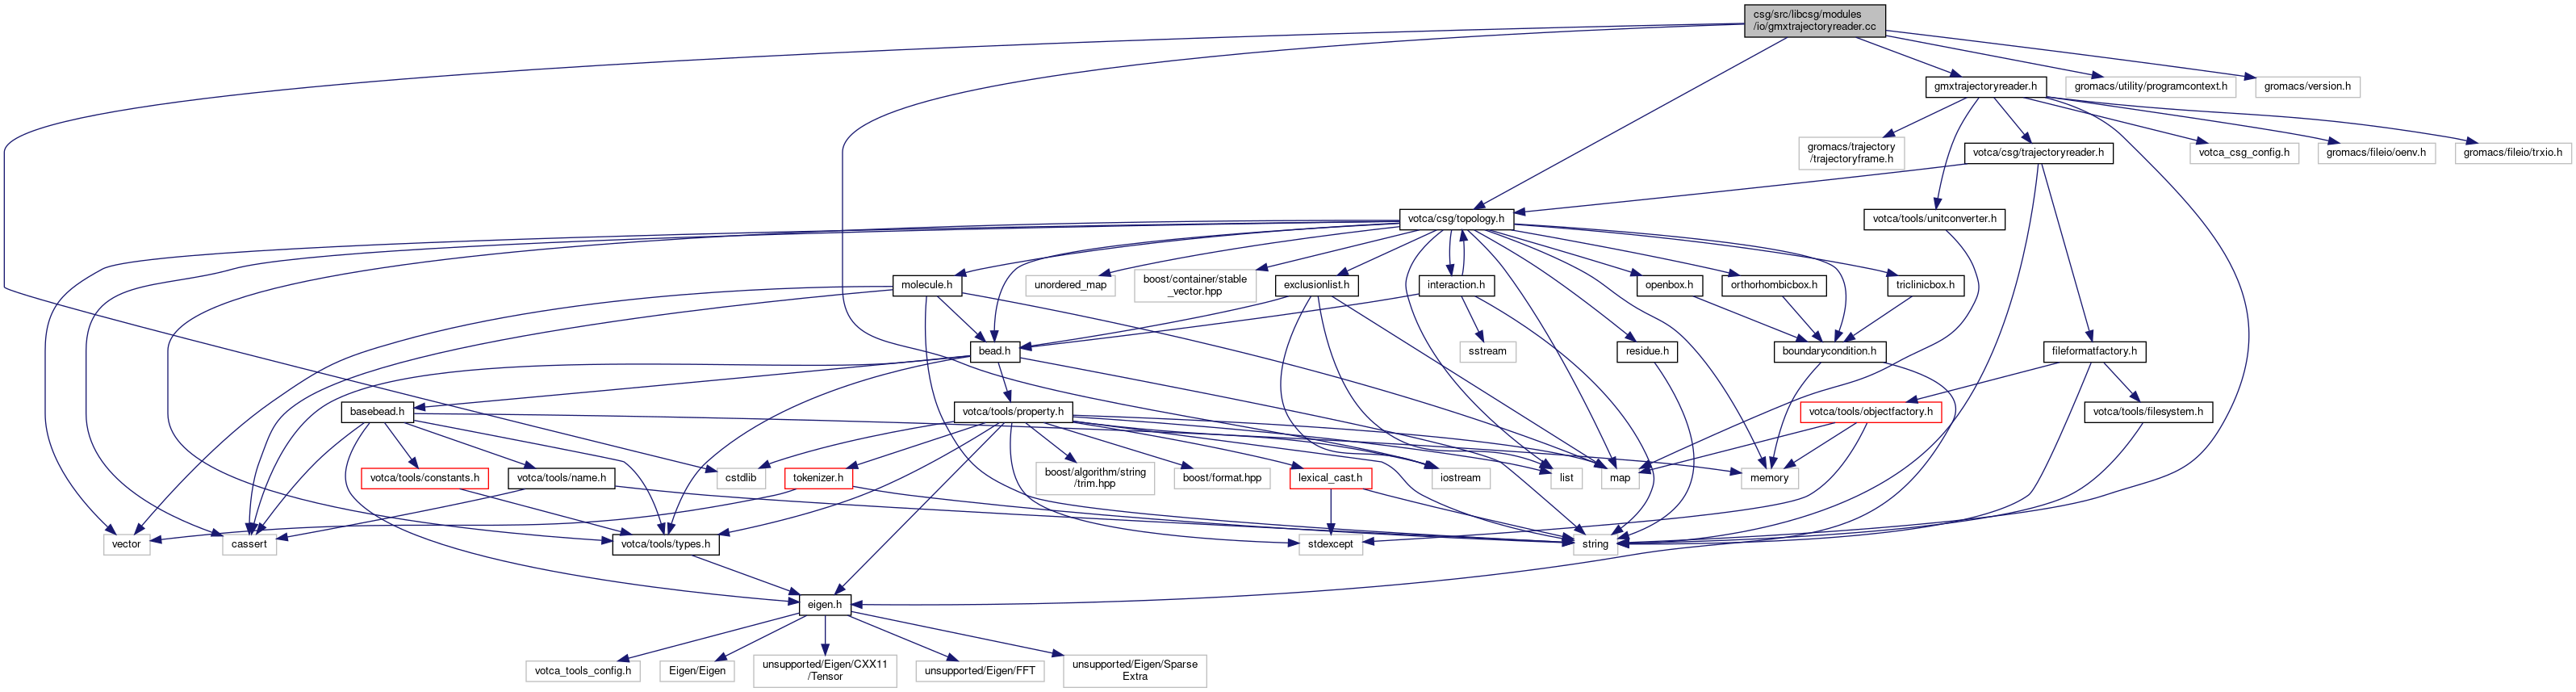 csg/src/libcsg/modules
/io/gmxtrajectoryreader.cc
gmxtrajectoryreader.h
gromacs/utility/programcontext.h
gromacs/version.h
gromacs/trajectory
/trajectoryframe.h
votca/csg/trajectoryreader.h
votca_csg_config.h
gromacs/fileio/oenv.h
gromacs/fileio/trxio.h
votca/csg/topology.h
votca/tools/unitconverter.h
molecule.h
unordered_map
boost/container/stable
_vector.hpp
exclusionlist.h
interaction.h
openbox.h
orthorhombicbox.h
triclinicbox.h
bead.h
sstream
residue.h
boundarycondition.h
fileformatfactory.h
basebead.h
votca/tools/property.h
votca/tools/objectfactory.h
votca/tools/filesystem.h
votca/tools/constants.h
votca/tools/name.h
cstdlib
tokenizer.h
boost/algorithm/string
/trim.hpp
boost/format.hpp
lexical_cast.h
iostream
list
map
memory
vector
cassert
votca/tools/types.h
stdexcept
string
eigen.h
votca_tools_config.h
Eigen/Eigen
unsupported/Eigen/CXX11
/Tensor
unsupported/Eigen/FFT
unsupported/Eigen/Sparse
Extra